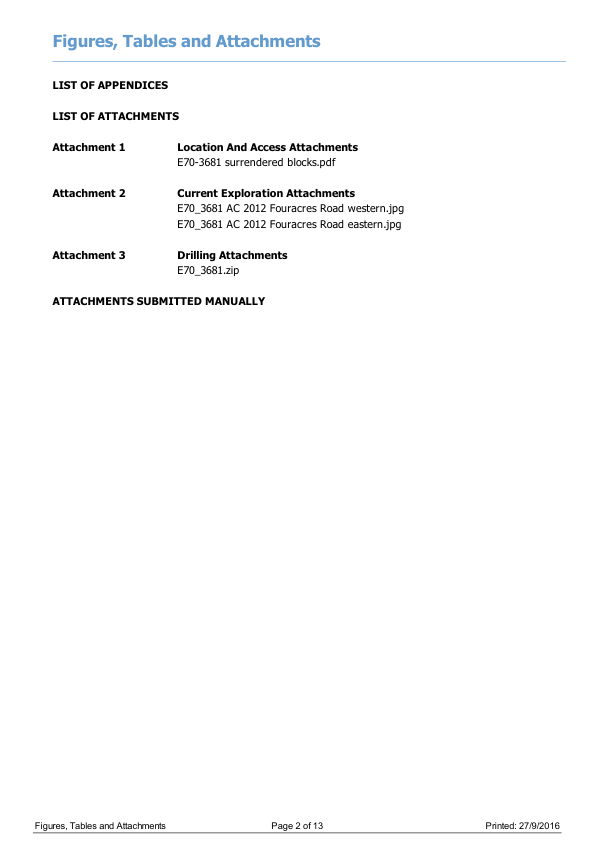 Figures, Tables and Attachments
LIST OF APPENDICES
LIST OF ATTACHMENTS
Attachment 1 Location And Access Attachments
E70-3681 surrendered blocks.pdf
Attachment 2 Current Exploration Attachments
E70_3681 AC 2012 Fouracres Road western.jpg
E70_3681 AC 2012 Fouracres Road eastern.jpg
Attachment 3 Drilling Attachments
E70_3681.zip
ATTACHMENTS SUBMITTED MANUALLY
Figures, Tables and Attachments Page 2 of 13 Printed: 27/9/2016